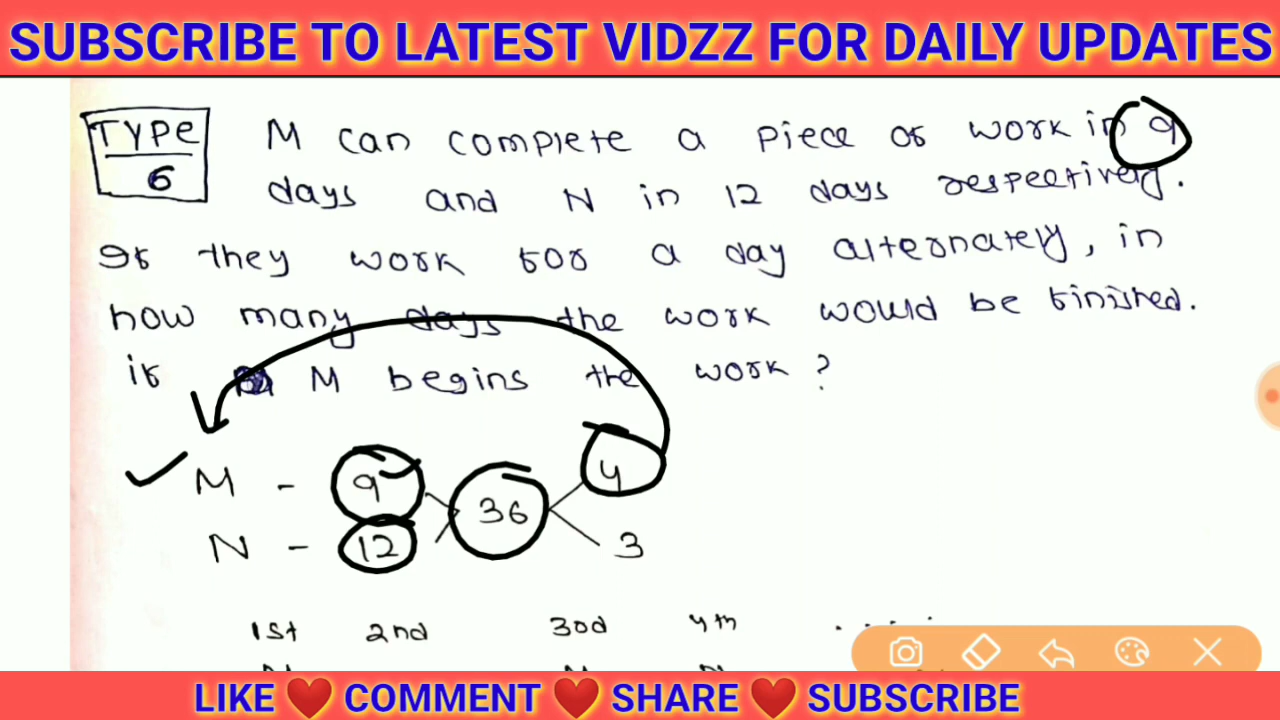 SUBSCRIBE TO LATEST VIDZZ FOR DAILY UPDATES
TYPE 6
M can complete a piece of work in 9
days and N in 12 days respectively.
If they work for a day alternately, in
how many days the work would be finished.
if M begins the work ?
M - 9
36
4
N - 12
3
1st 2nd 3rd 4th . . . . .
LIKE ❤ COMMENT ❤ SHARE ❤ SUBSCRIBE